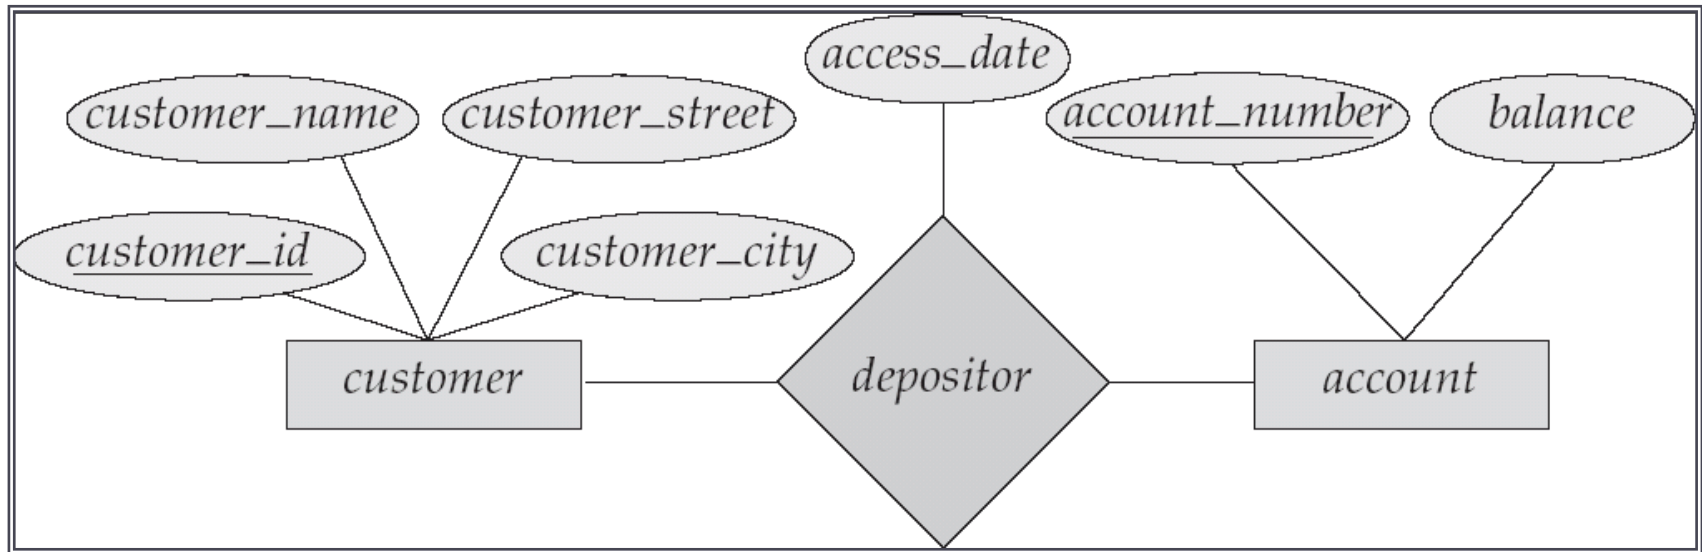 access_date
customer_name customer_street account_number balance
customer_id customer_city
customer depositor account